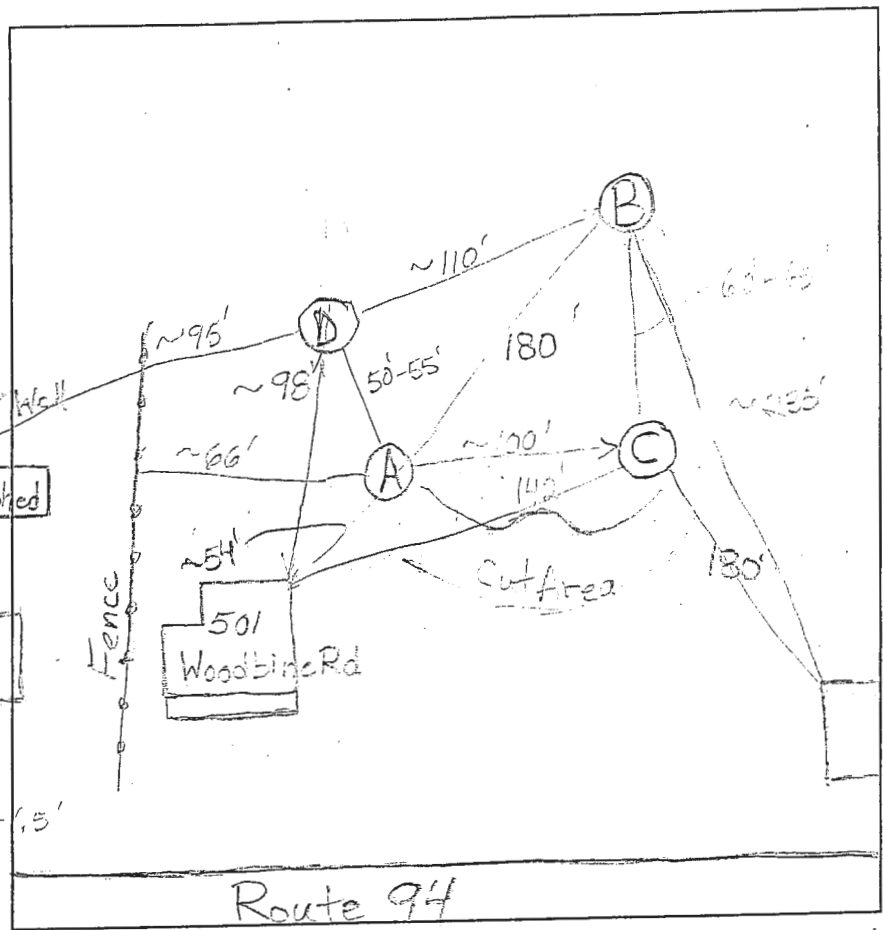 B
~110'
D
~95'
180'
~98'
50'-55'
Wall
~66'
A
~100'
C
142'
~54'
Cut Area
180'
501
Woodbine Rd
Fence
Route 94